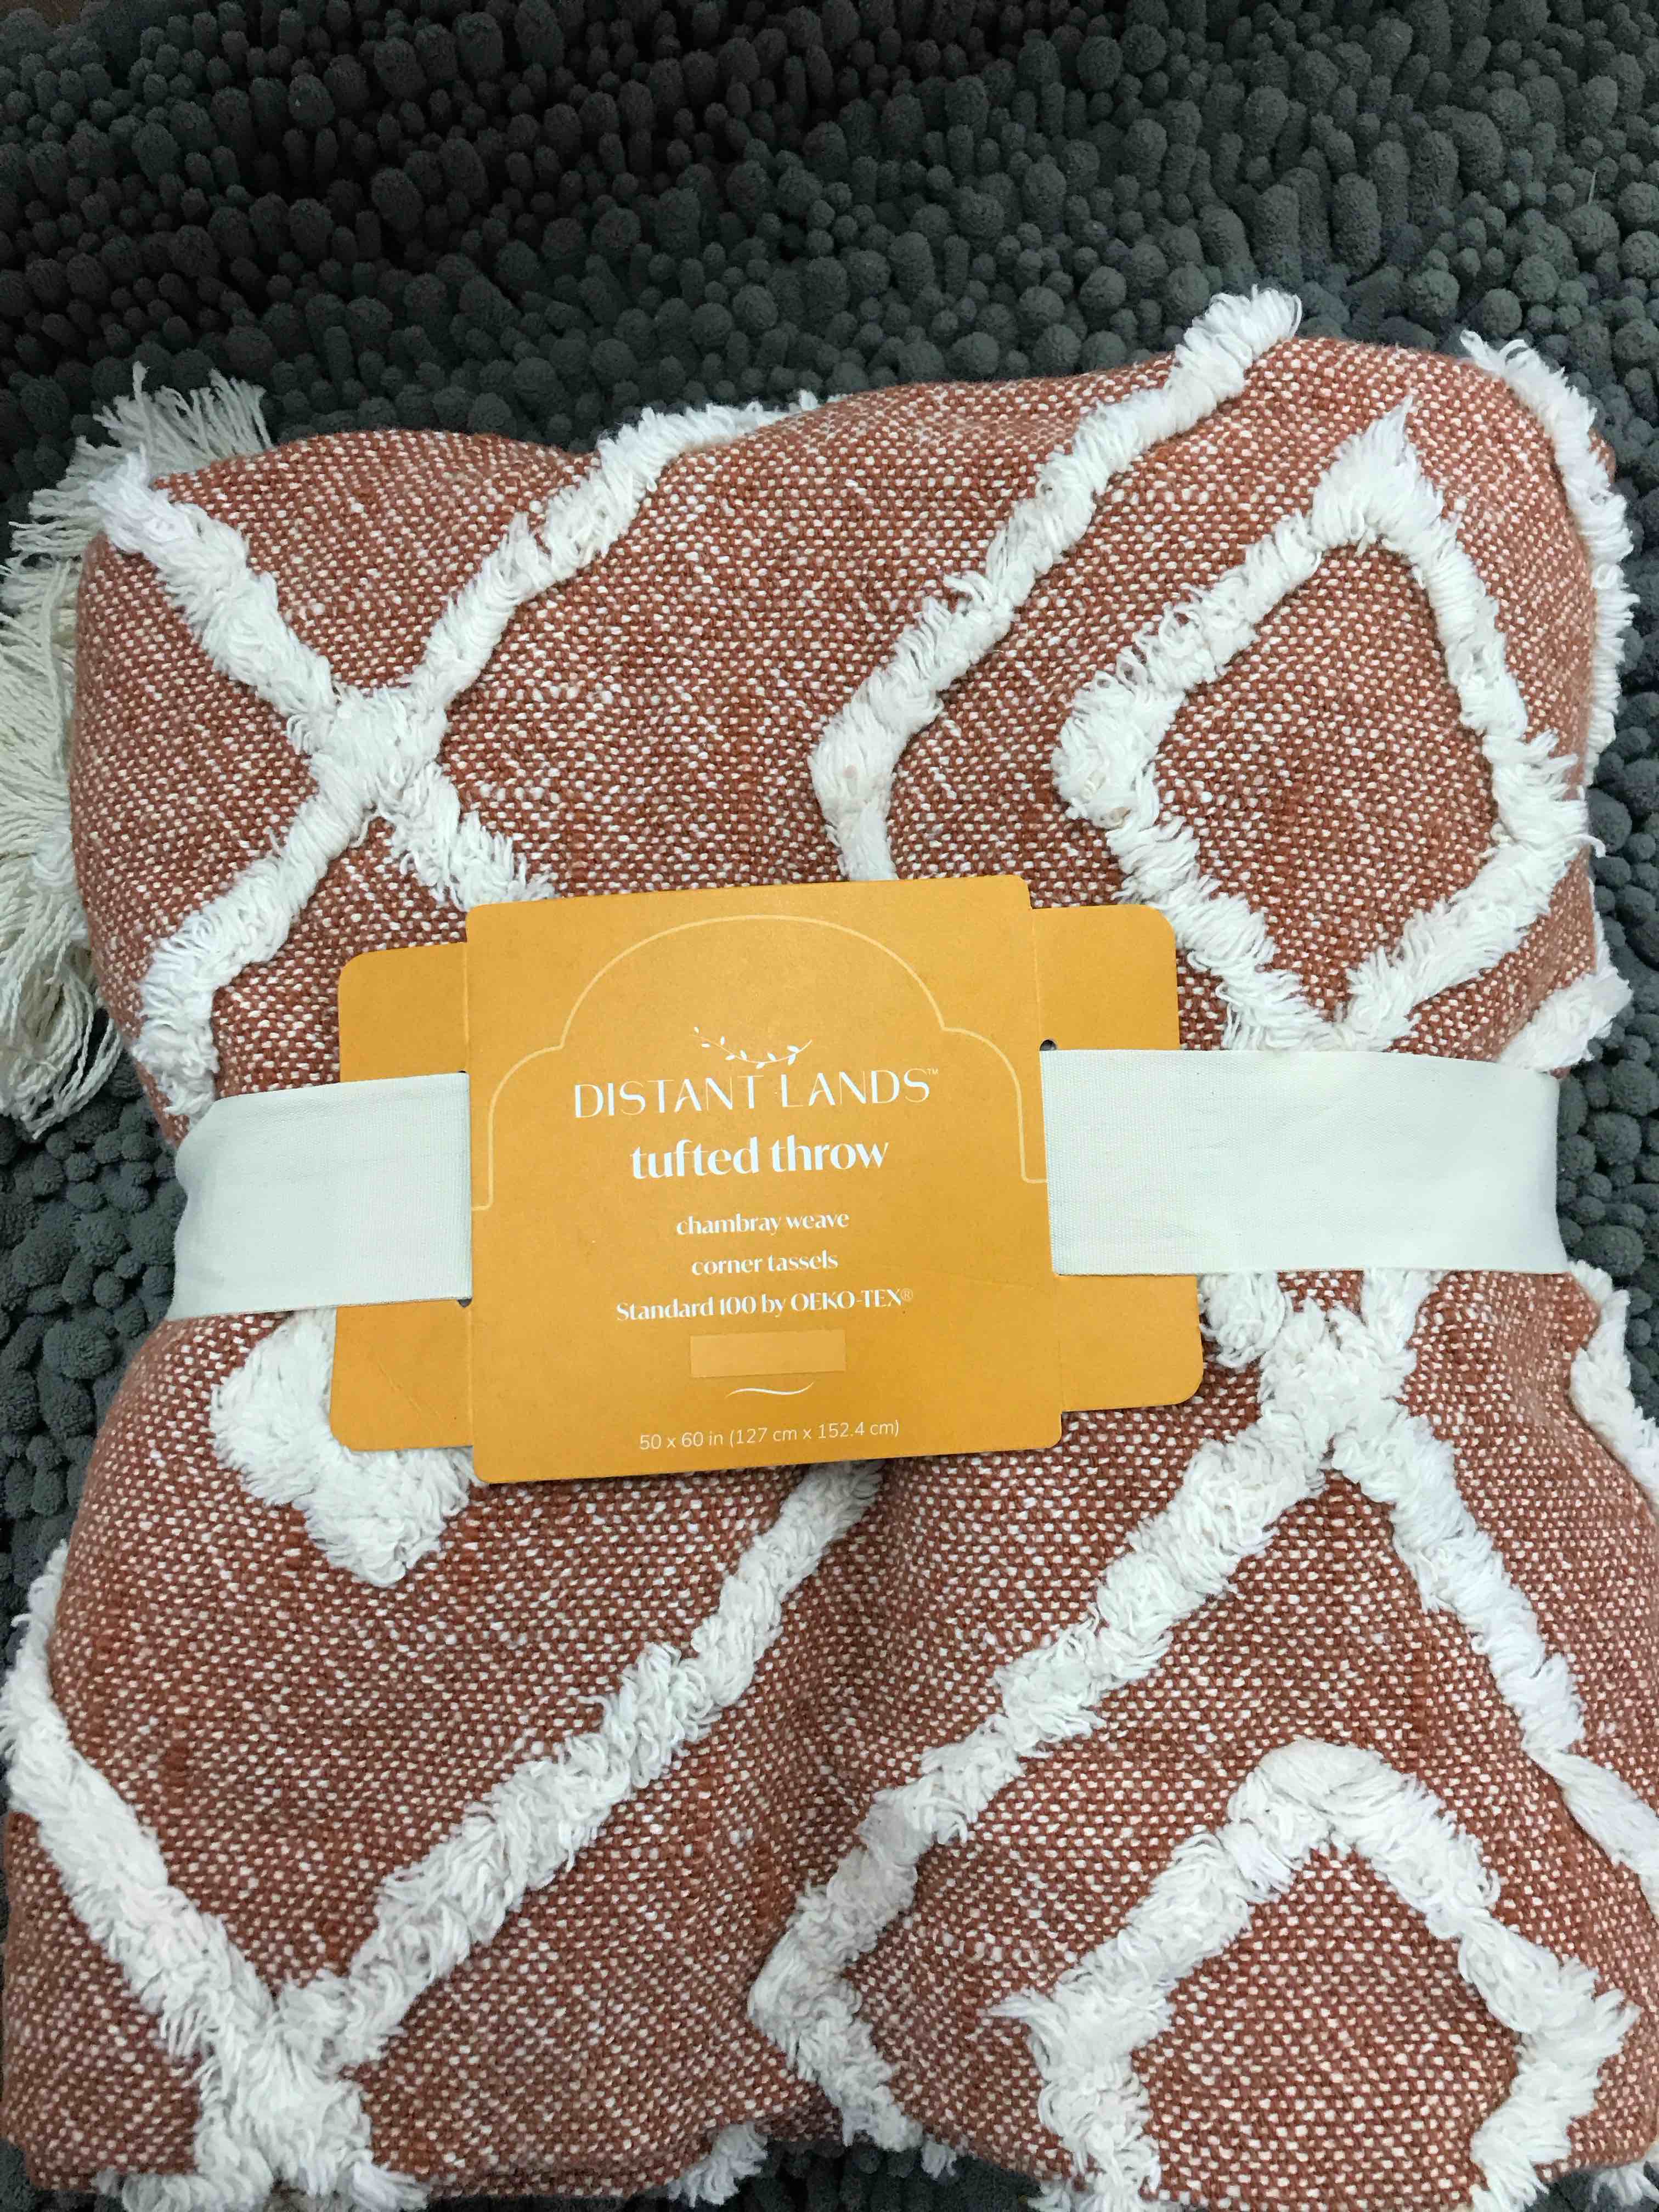 DISTANT LANDS™
tufted throw
chambray weave
corner tassels
Standard 100 by OEKO-TEX®
50 x 60 in (127 cm x 152.4 cm)